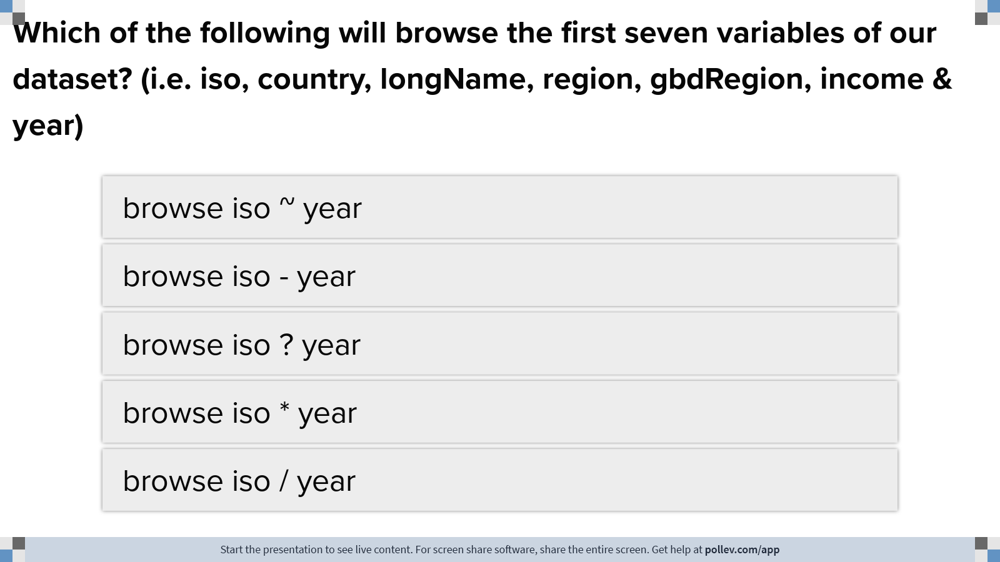 Which of the following will browse the first seven variables of our
dataset? (i.e. iso, country, longName, region, gbdRegion, income &
year)
browse iso ~ year
browse iso - year
browse iso ? year
browse iso * year
browse iso / year
Start the presentation to see live content. For screen share software, share the entire screen. Get help at pollev.com/app